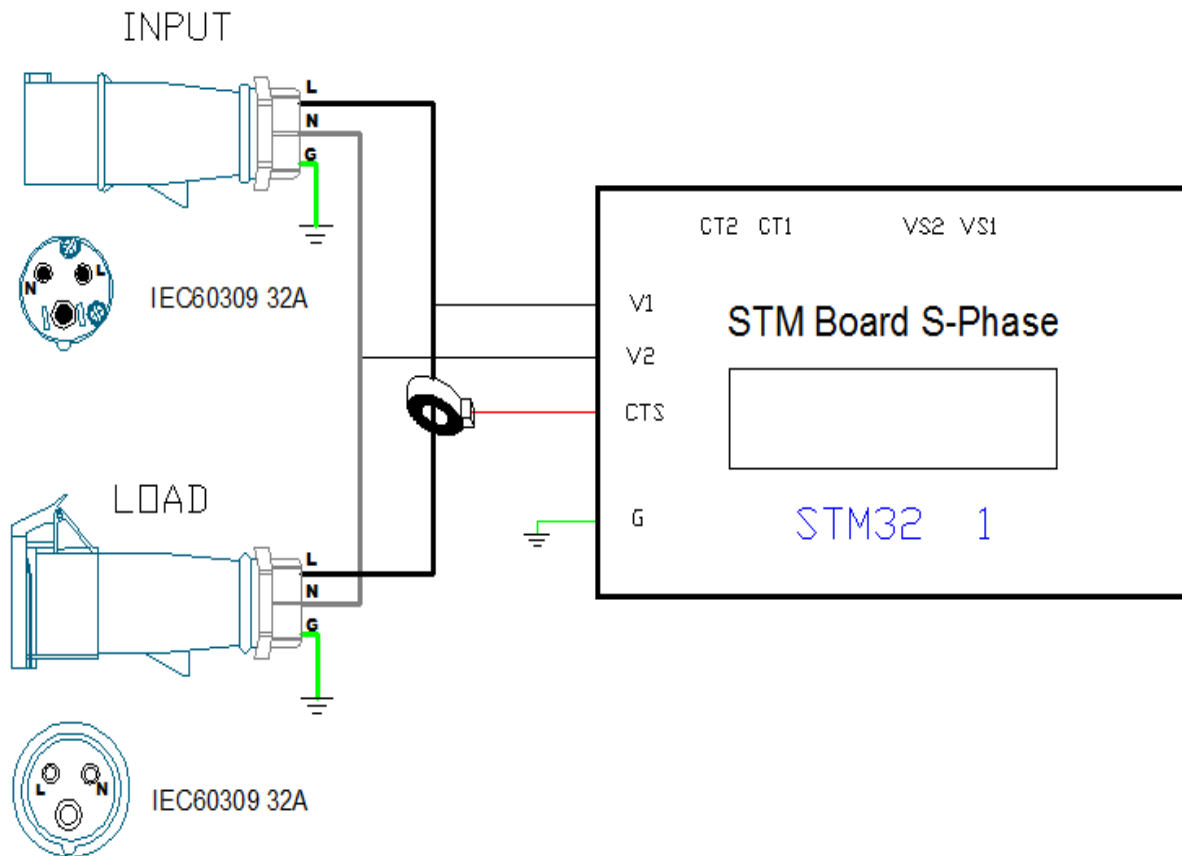 INPUT
L
N
G
N
L
IEC60309 32A
CT2 CT1 VS2 VS1
V1
STM Board S-Phase
V2
CTS
G
STM32 1
LOAD
L
N
G
L
N
IEC60309 32A